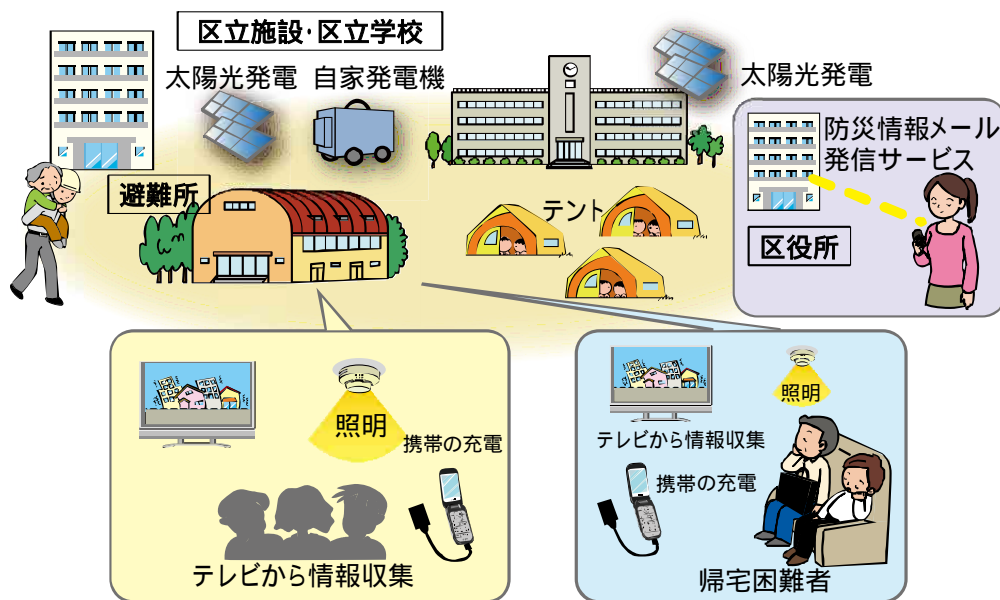 区立施設・区立学校
太陽光発電
自家発電機
太陽光発電
防災情報メール
発信サービス
避難所
テント
区役所
照明
携帯の充電
テレビから情報収集
照明
テレビから情報収集
携帯の充電
帰宅困難者